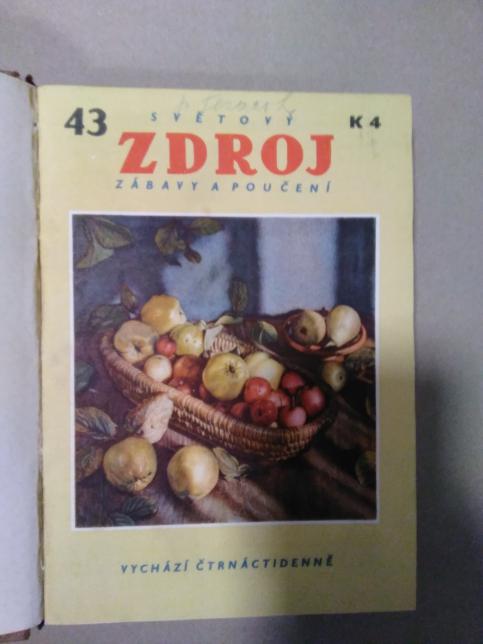 43
SVĚTOVÝ
K 4
ZDROJ
ZÁBAVY A POUČENÍ
VYCHÁZÍ ČTRNÁCTIDENNĚ